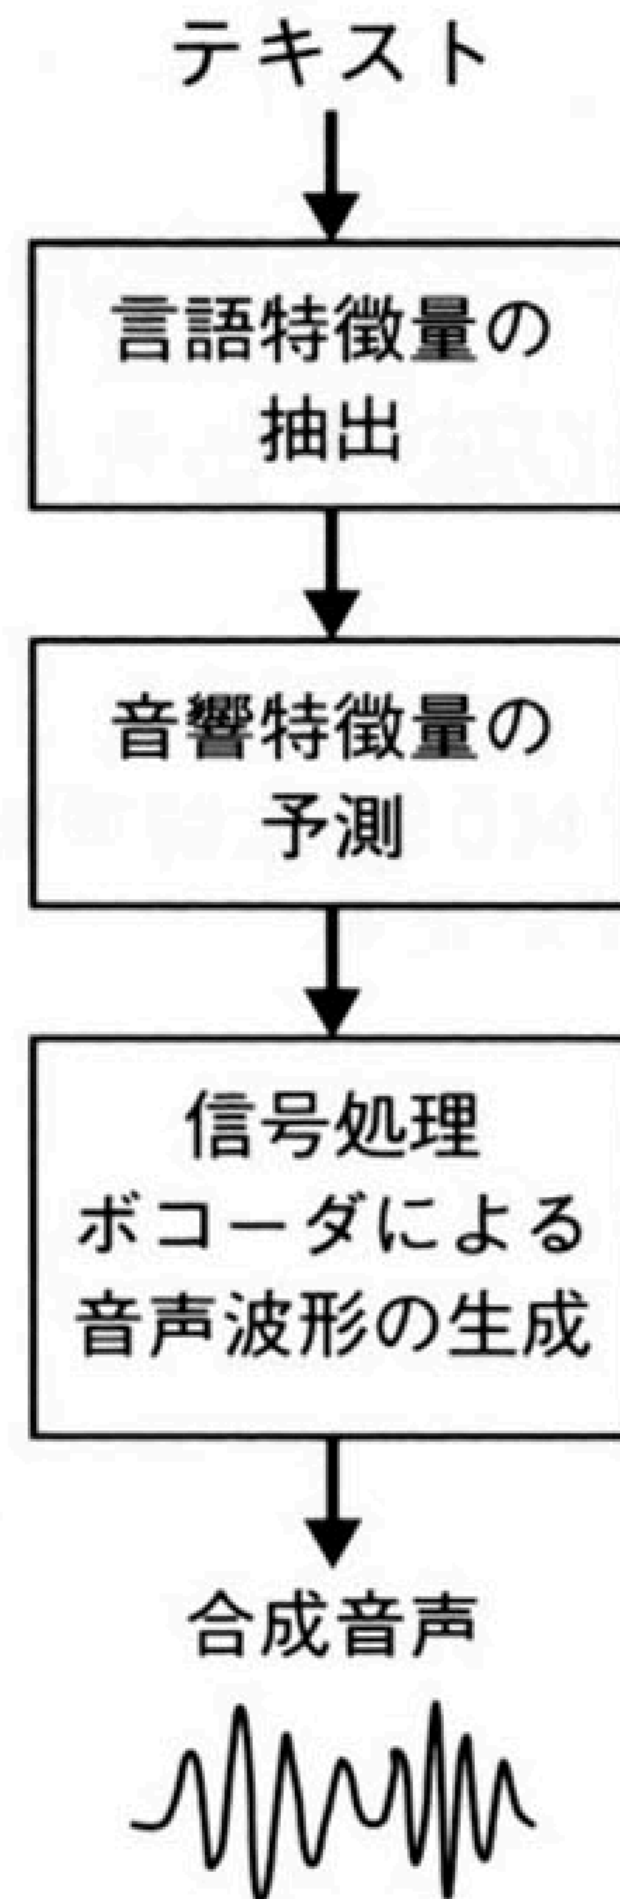 テキスト
言語特徴量の
抽出
音響特徴量の
予測
信号処理
ボコーダによる
音声波形の生成
合成音声